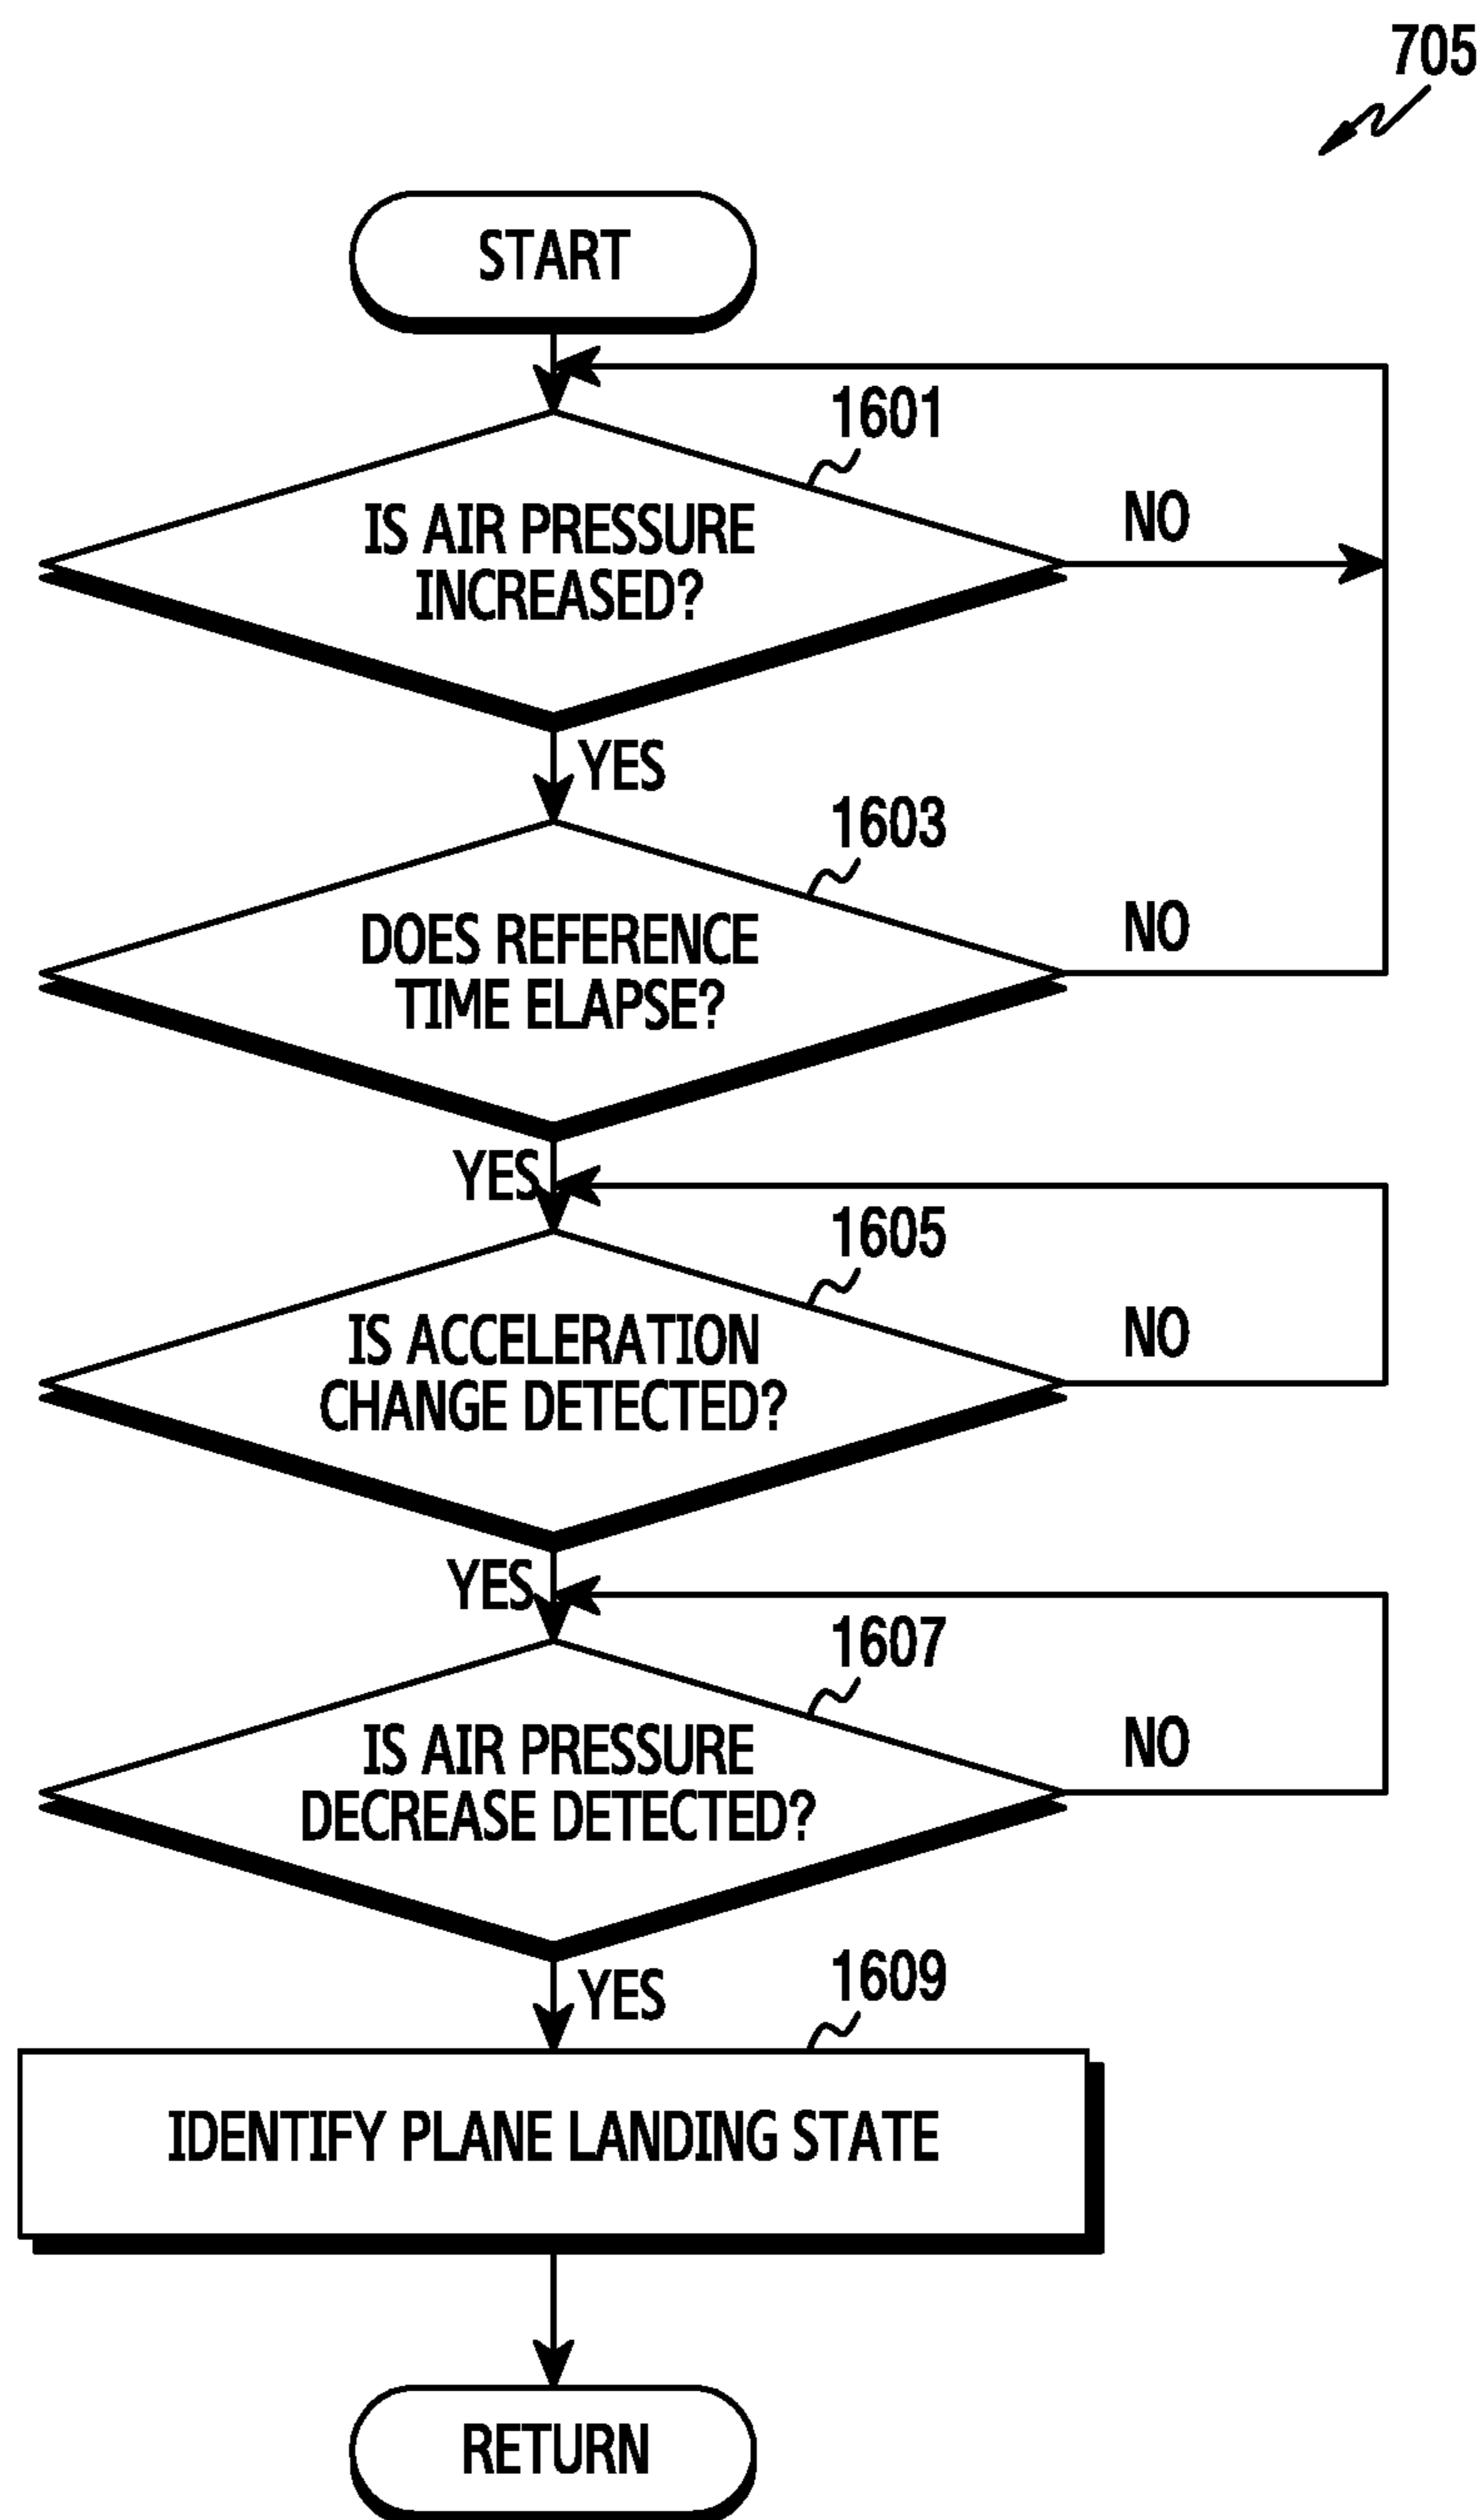 705
START
1601
IS AIR PRESSURE
INCREASED?
NO
YES
1603
DOES REFERENCE
TIME ELAPSE?
NO
YES
1605
IS ACCELERATION
CHANGE DETECTED?
NO
YES
1607
IS AIR PRESSURE
DECREASE DETECTED?
NO
YES
1609
IDENTIFY PLANE LANDING STATE
RETURN